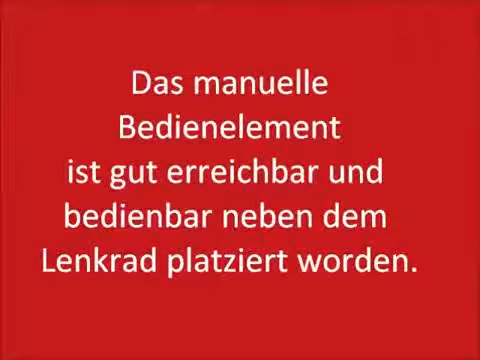 Das manuelle
Bedienelement
ist gut erreichbar und
bedienbar neben dem
Lenkrad platziert worden.